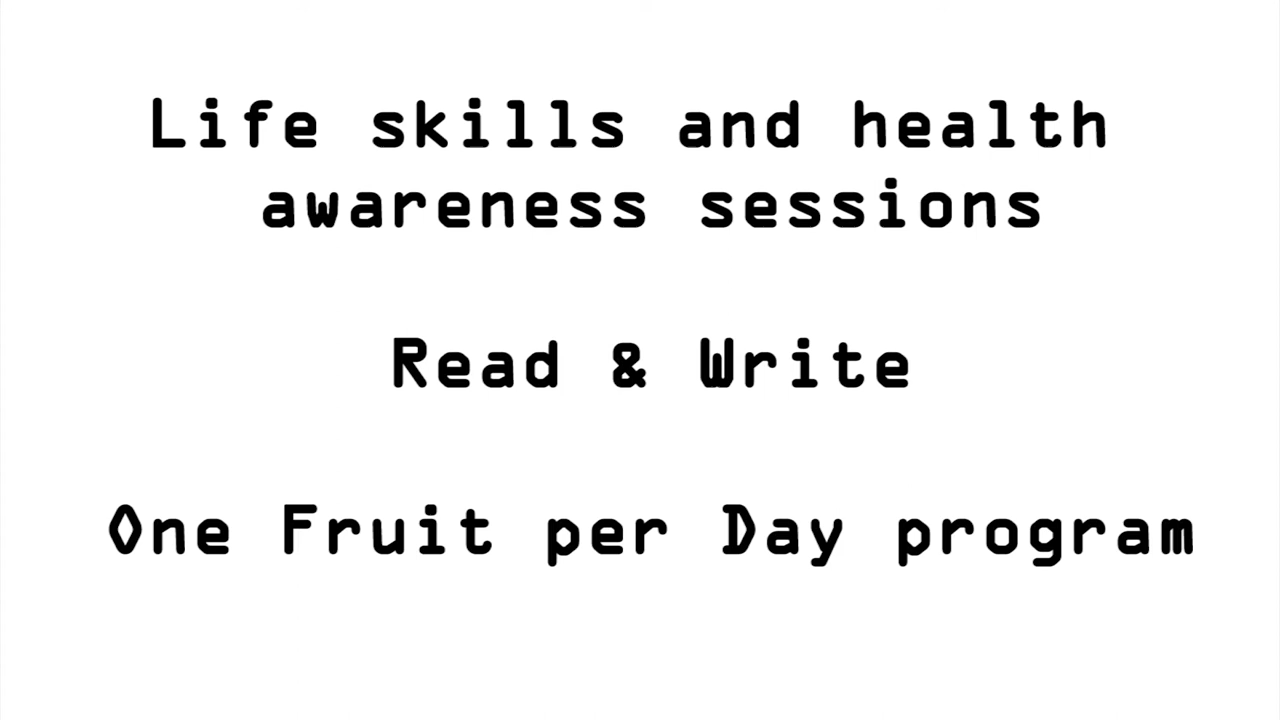 Life skills and health
awareness sessions
Read & Write
One Fruit per Day program